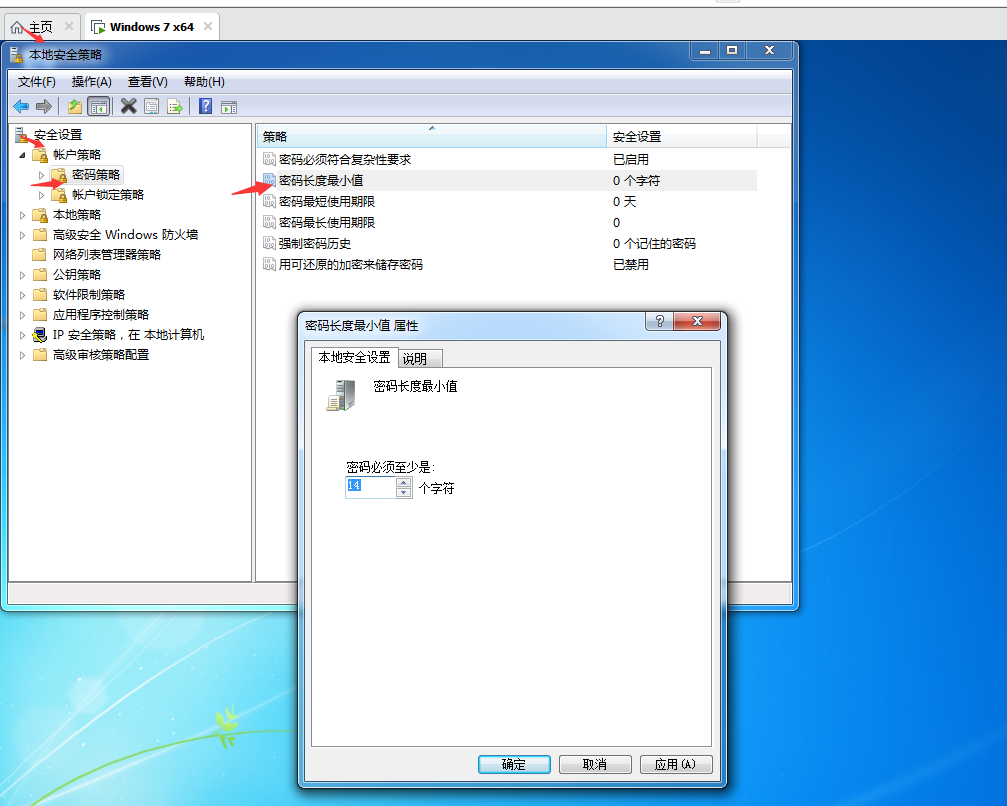 主页
Windows 7 x64
本地安全策略
文件(F) 操作(A) 查看(V) 帮助(H)
安全设置
帐户策略
密码策略
帐户锁定策略
本地策略
高级安全 Windows 防火墙
网络列表管理器策略
公钥策略
软件限制策略
应用程序控制策略
IP 安全策略，在 本地计算机
高级审核策略配置
策略 安全设置
密码必须符合复杂性要求 已启用
密码长度最小值 0 个字符
密码最短使用期限 0 天
密码最长使用期限 0
强制密码历史 0 个记住的密码
用可还原的加密来储存密码 已禁用
密码长度最小值 属性
本地安全设置 说明
密码长度最小值
密码必须至少是:
14 个字符
确定 取消 应用(A)